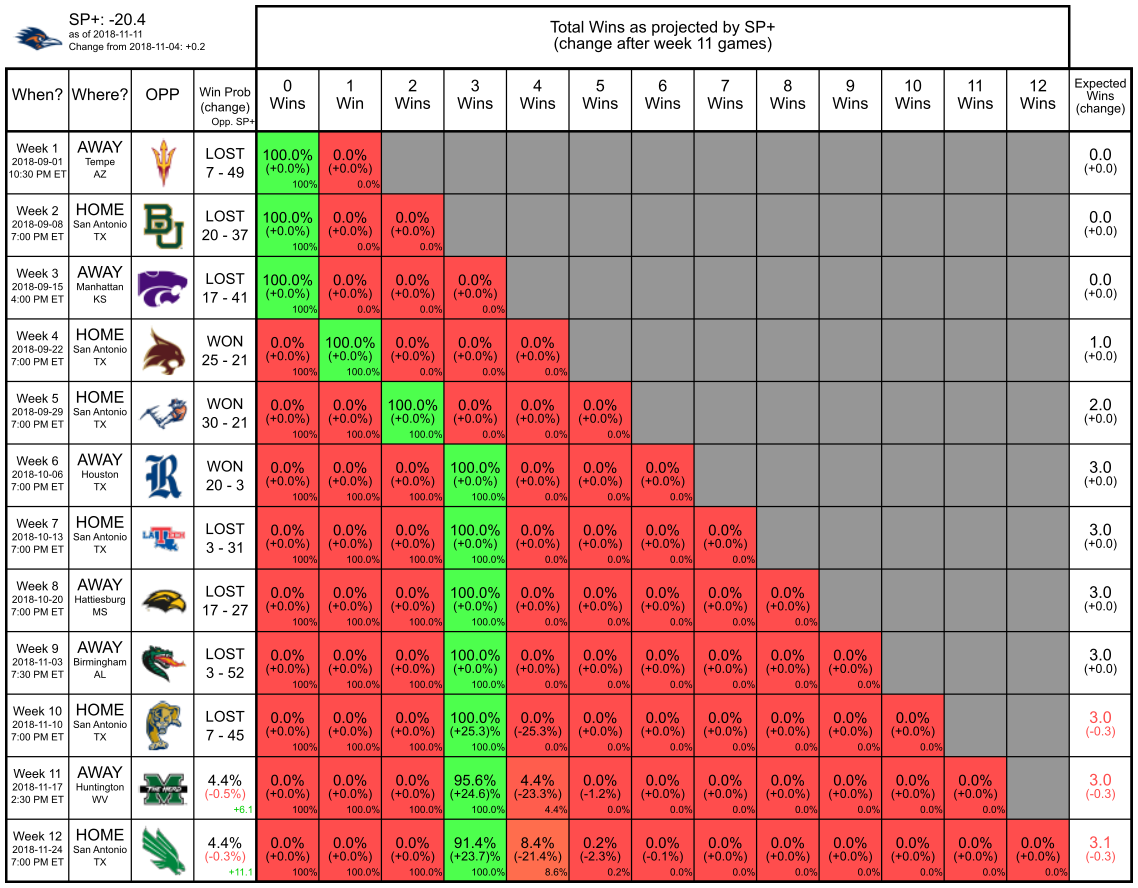 SP+: -20.4
as of 2018-11-11
Change from 2018-11-04: +0.2
Total Wins as projected by SP+
(change after week 11 games)
When? Where? OPP Win Prob (change) Opp. SP+ 0 Wins 1 Win 2 Wins 3 Wins 4 Wins 5 Wins 6 Wins 7 Wins 8 Wins 9 Wins 10 Wins 11 Wins 12 Wins Expected Wins (change)
Week 1 AWAY LOST 100.0% 0.0% 0.0
2018-09-01 Tempe (+0.0%) (+0.0%) (+0.0)
10:30 PM ET AZ 7 - 49 100% 0.0%
Week 2 HOME LOST 100.0% 0.0% 0.0% 0.0
2018-09-08 San Antonio (+0.0%) (+0.0%) (+0.0%) (+0.0)
7:00 PM ET TX 20 - 37 100% 0.0% 0.0%
Week 3 AWAY LOST 100.0% 0.0% 0.0% 0.0% 0.0
2018-09-15 Manhattan (+0.0%) (+0.0%) (+0.0%) (+0.0%) (+0.0)
4:00 PM ET KS 17 - 41 100% 0.0% 0.0% 0.0%
Week 4 HOME WON 0.0% 100.0% 0.0% 0.0% 0.0% 1.0
2018-09-22 San Antonio (+0.0%) (+0.0%) (+0.0%) (+0.0%) (+0.0%) (+0.0)
7:00 PM ET TX 25 - 21 100% 100.0% 0.0% 0.0% 0.0%
Week 5 HOME WON 0.0% 0.0% 100.0% 0.0% 0.0% 0.0% 2.0
2018-09-29 San Antonio (+0.0%) (+0.0%) (+0.0%) (+0.0%) (+0.0%) (+0.0%) (+0.0)
7:00 PM ET TX 30 - 21 100% 100.0% 100.0% 0.0% 0.0% 0.0%
Week 6 AWAY WON 0.0% 0.0% 0.0% 100.0% 0.0% 0.0% 0.0% 3.0
2018-10-06 Houston (+0.0%) (+0.0%) (+0.0%) (+0.0%) (+0.0%) (+0.0%) (+0.0%) (+0.0)
7:00 PM ET TX 20 - 3 100% 100.0% 100.0% 100.0% 0.0% 0.0% 0.0%
Week 7 HOME LOST 0.0% 0.0% 0.0% 100.0% 0.0% 0.0% 0.0% 0.0% 3.0
2018-10-13 San Antonio LA TECH (+0.0%) (+0.0%) (+0.0%) (+0.0%) (+0.0%) (+0.0%) (+0.0%) (+0.0%) (+0.0)
7:00 PM ET TX 3 - 31 100% 100.0% 100.0% 100.0% 0.0% 0.0% 0.0% 0.0%
Week 8 AWAY LOST 0.0% 0.0% 0.0% 100.0% 0.0% 0.0% 0.0% 0.0% 0.0% 3.0
2018-10-20 Hattiesburg (+0.0%) (+0.0%) (+0.0%) (+0.0%) (+0.0%) (+0.0%) (+0.0%) (+0.0%) (+0.0%) (+0.0)
7:00 PM ET MS 17 - 27 100% 100.0% 100.0% 100.0% 0.0% 0.0% 0.0% 0.0% 0.0%
Week 9 AWAY LOST 0.0% 0.0% 0.0% 100.0% 0.0% 0.0% 0.0% 0.0% 0.0% 0.0% 3.0
2018-11-03 Birmingham (+0.0%) (+0.0%) (+0.0%) (+0.0%) (+0.0%) (+0.0%) (+0.0%) (+0.0%) (+0.0%) (+0.0%) (+0.0)
7:30 PM ET AL 3 - 52 100% 100.0% 100.0% 100.0% 0.0% 0.0% 0.0% 0.0% 0.0% 0.0%
Week 10 HOME LOST 0.0% 0.0% 0.0% 100.0% 0.0% 0.0% 0.0% 0.0% 0.0% 0.0% 0.0% 3.0
2018-11-10 San Antonio (+0.0%) (+0.0%) (+0.0%) (+25.3)% (-25.3%) (+0.0%) (+0.0%) (+0.0%) (+0.0%) (+0.0%) (+0.0%) (-0.3)
7:00 PM ET TX 7 - 45 100% 100.0% 100.0% 100.0% 0.0% 0.0% 0.0% 0.0% 0.0% 0.0% 0.0%
Week 11 AWAY 4.4% 0.0% 0.0% 0.0% 95.6% 4.4% 0.0% 0.0% 0.0% 0.0% 0.0% 0.0% 0.0% 3.0
2018-11-17 Huntington THE HERD (-0.5%) (+0.0%) (+0.0%) (+0.0%) (+24.6)% (-23.3%) (-1.2%) (+0.0%) (+0.0%) (+0.0%) (+0.0%) (+0.0%) (+0.0%) (-0.3)
2:30 PM ET WV +6.1 100% 100.0% 100.0% 100.0% 4.4% 0.0% 0.0% 0.0% 0.0% 0.0% 0.0% 0.0%
Week 12 HOME 4.4% 0.0% 0.0% 0.0% 91.4% 8.4% 0.2% 0.0% 0.0% 0.0% 0.0% 0.0% 0.0% 0.0% 3.1
2018-11-24 San Antonio (-0.3%) (+0.0%) (+0.0%) (+0.0%) (+23.7)% (-21.4%) (-2.3%) (-0.1%) (+0.0%) (+0.0%) (+0.0%) (+0.0%) (+0.0%) (+0.0%) (-0.3)
7:00 PM ET TX +11.1 100% 100.0% 100.0% 100.0% 8.6% 0.2% 0.0% 0.0% 0.0% 0.0% 0.0% 0.0% 0.0%